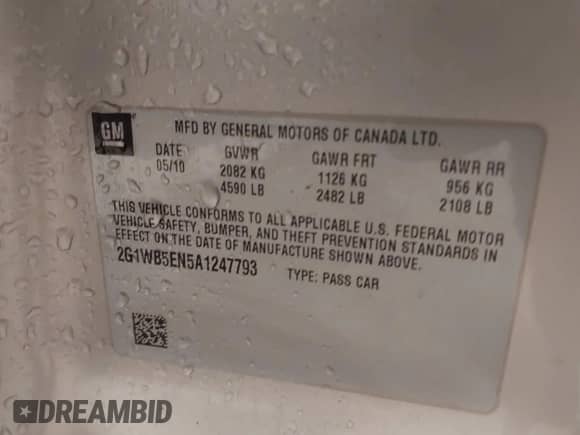 GM
MFD BY GENERAL MOTORS OF CANADA LTD.
DATE GVWR GAWR FRT GAWR RR
05/10 2082 KG 1126 KG 956 KG
4590 LB 2482 LB 2108 LB
THIS VEHICLE CONFORMS TO ALL APPLICABLE U.S. FEDERAL MOTOR
VEHICLE SAFETY, BUMPER, AND THEFT PREVENTION STANDARDS IN
EFFECT ON THE DATE OF MANUFACTURE SHOWN ABOVE.
2G1WB5EN5A1247793 TYPE: PASS CAR
DREAMBID